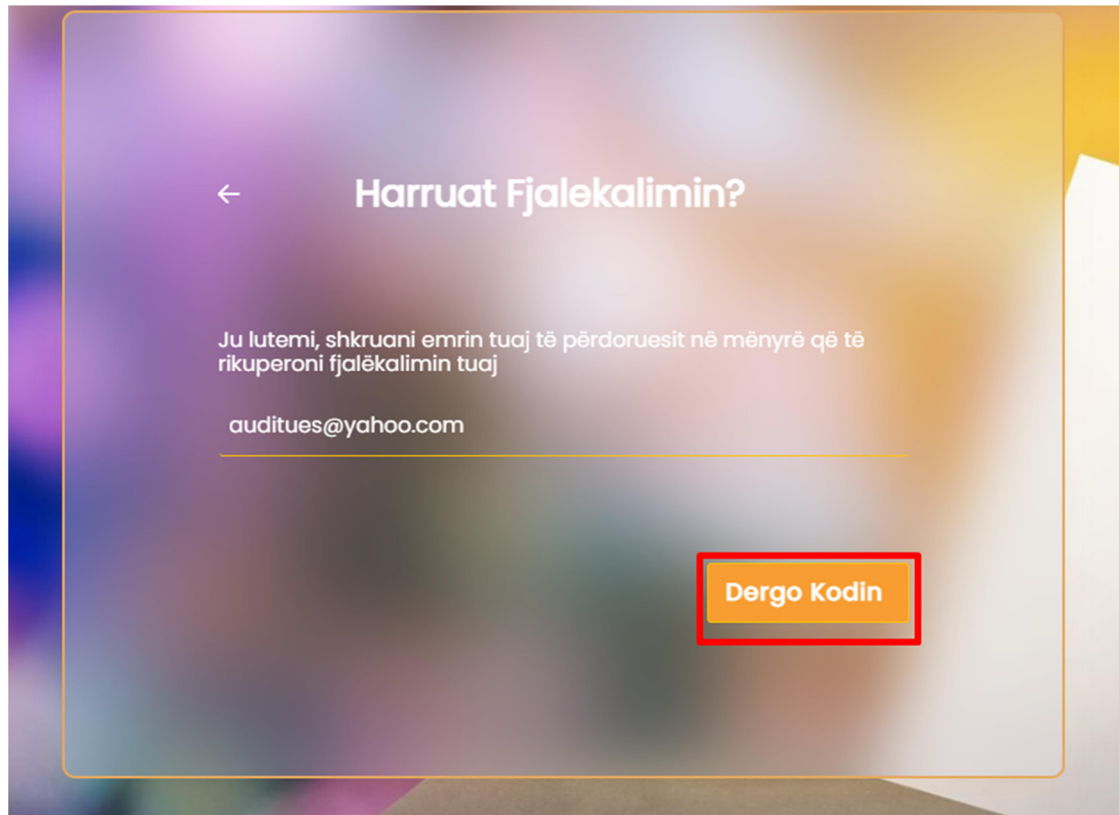 Harruat Fjalekalimin?
Ju lutemi, shkruani emrin tuaj të përdoruesit në mënyrë që të
rikuperoni fjalëkalimin tuaj
auditues@yahoo.com
Dergo Kodin